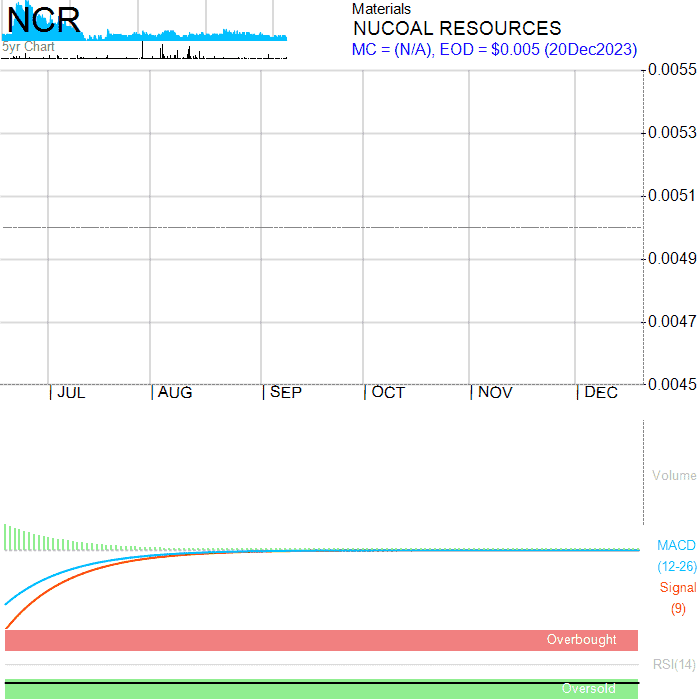 NCR
5yr Chart
Materials
NUCOAL RESOURCES
MC = (N/A), EOD = $0.005 (20Dec2023)
0.0055
0.0053
0.0051
0.0049
0.0047
0.0045
JUL AUG SEP OCT NOV DEC
Volume
MACD
(12-26)
Signal
(9)
Overbought
RSI(14)
Oversold